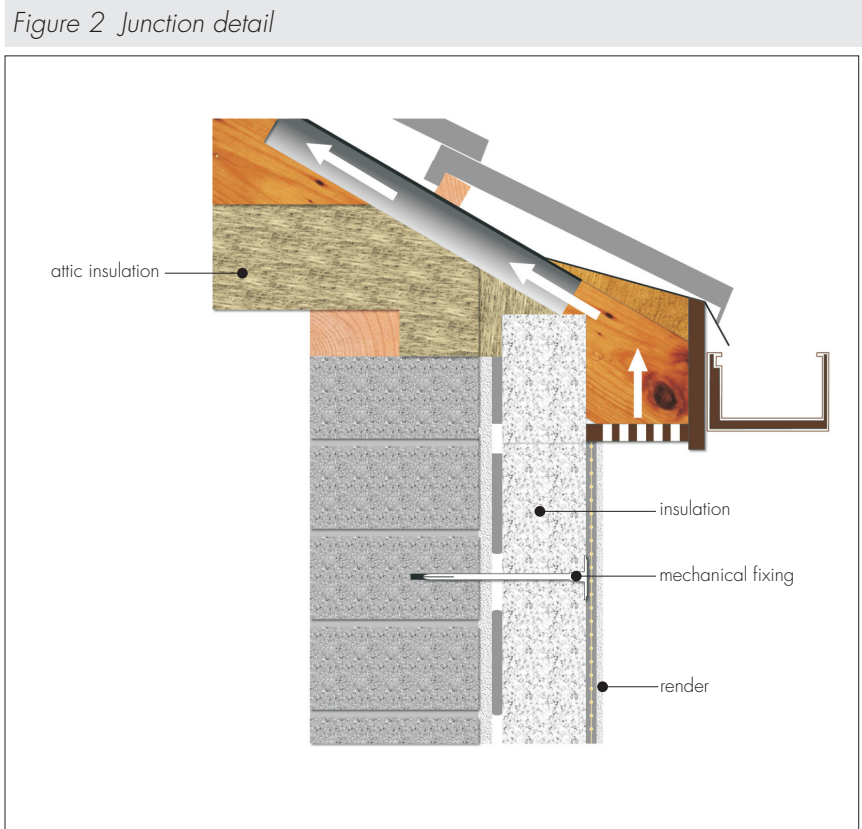 Figure 2 Junction detail
attic insulation
insulation
mechanical fixing
render